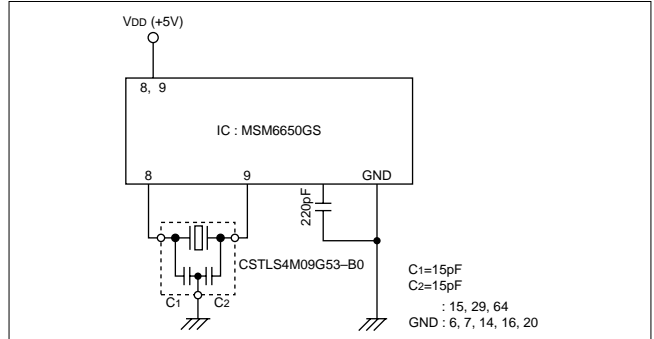 VDD (+5V)
8, 9
IC : MSM6650GS
8
9
GND
220pF
CSTLS4M09G53–B0
C1
C2
C1=15pF
C2=15pF
: 15, 29, 64
GND : 6, 7, 14, 16, 20